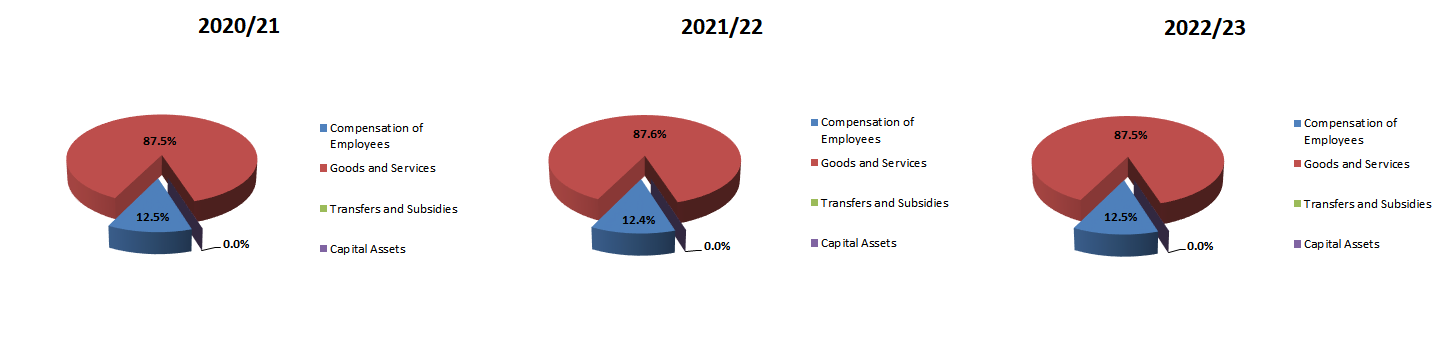 2020/21
87.5%
12.5%
0.0%
Compensation of
Employees
Goods and Services
Transfers and Subsidies
Capital Assets
2021/22
87.6%
12.4%
0.0%
Compensation of
Employees
Goods and Services
Transfers and Subsidies
Capital Assets
2022/23
87.5%
12.5%
0.0%
Compensation of
Employees
Goods and Services
Transfers and Subsidies
Capital Assets